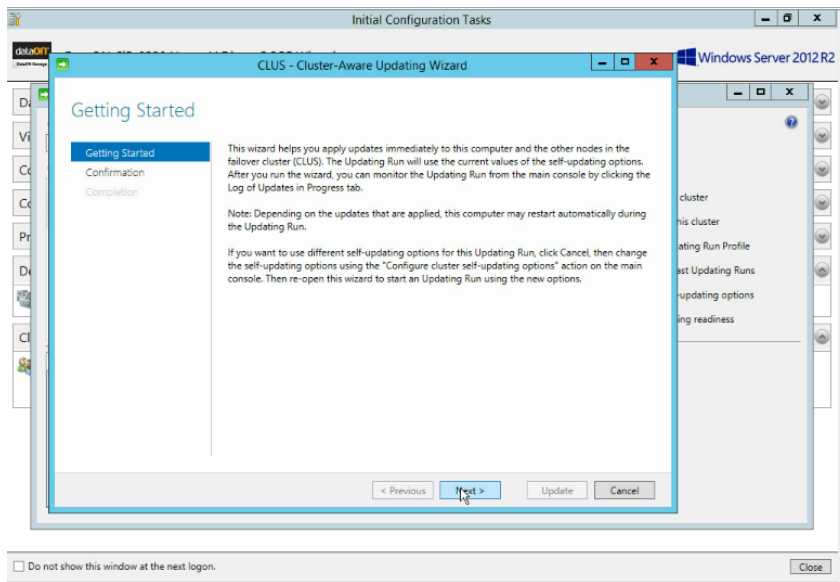 Initial Configuration Tasks
dataON
Windows Server 2012 R2
CLUS - Cluster-Aware Updating Wizard
Getting Started
Getting Started
Confirmation
Completion
This wizard helps you apply updates immediately to this computer and the other nodes in the
failover cluster (CLUS). The Updating Run will use the current values of the self-updating options.
After you run the wizard, you can monitor the Updating Run from the main console by clicking the
Log of Updates in Progress tab.
Note: Depending on the updates that are applied, this computer may restart automatically during
the Updating Run.
If you want to use different self-updating options for this Updating Run, click Cancel, then change
the self-updating options using the "Configure cluster self-updating options" action on the main
console. Then re-open this wizard to start an Updating Run using the new options.
Da
Vi
Co
Co
Pr
De
Cl
cluster
his cluster
ating Run Profile
ast Updating Runs
-updating options
ing readiness
< Previous
Next >
Update
Cancel
Do not show this window at the next logon.
Close